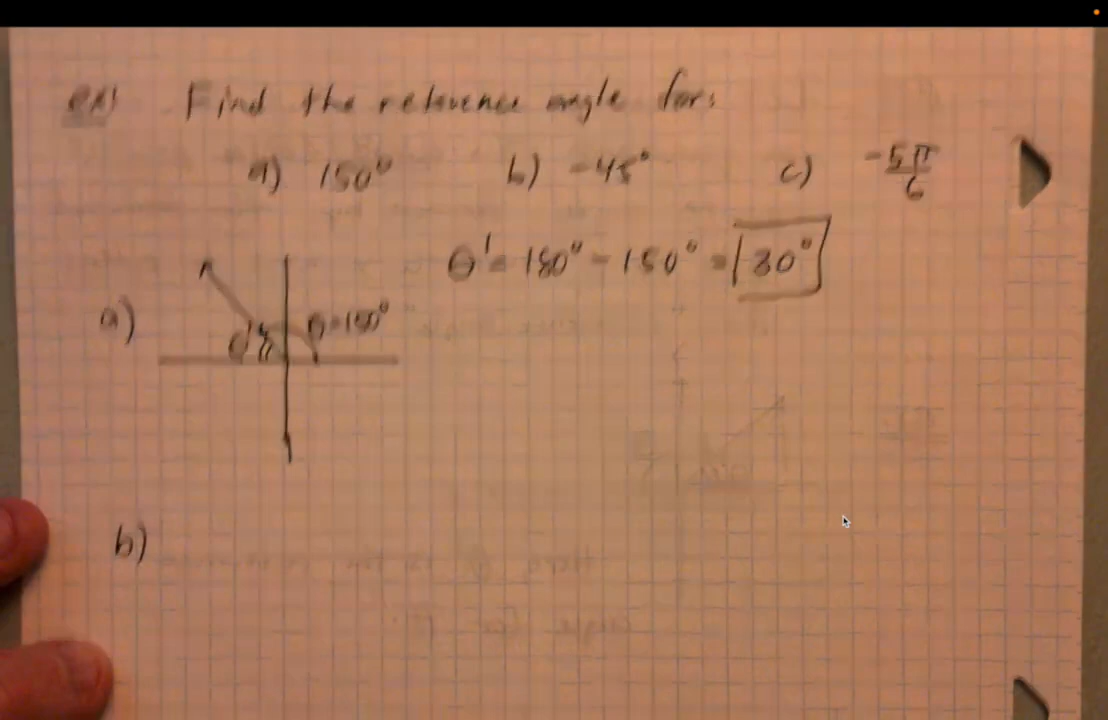 ex) Find the reference angle for:
a) 150° b) -45° c) -5π/6
θ' = 180° - 150° = 30°
a) θ' θ=150°
b)